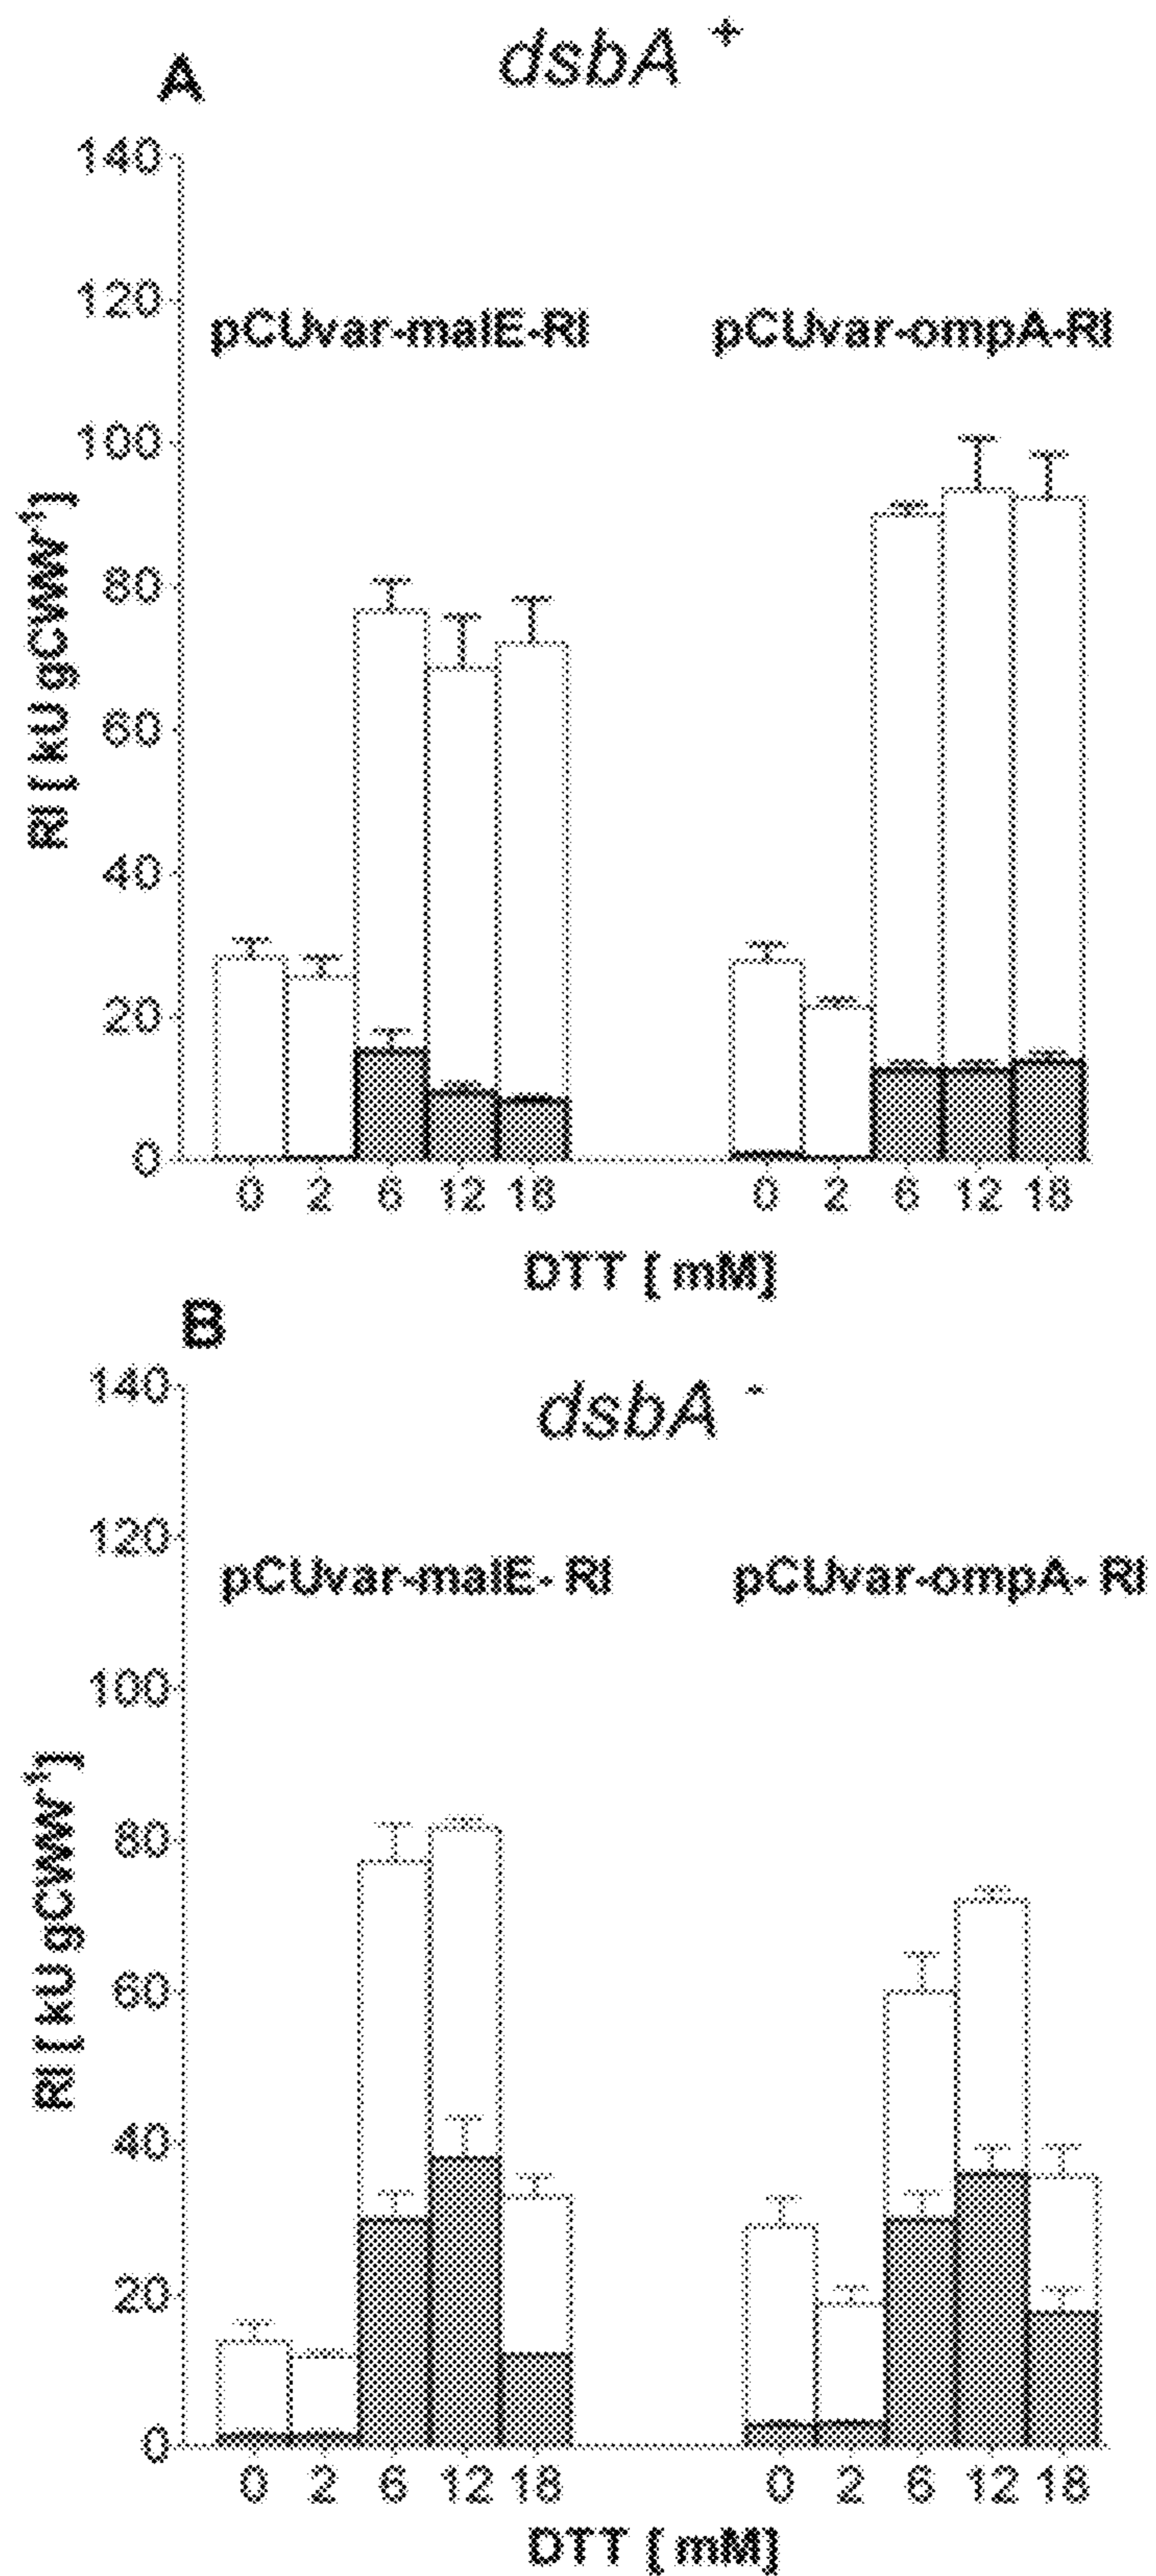 A
dsbA +
140
120
pCUvar-malE-RI pCUvar-ompA-RI
100
80
60
40
20
0
RI [ kU gCWW⁻¹]
0 2 6 12 18 0 2 6 12 18
DTT [ mM]
B
dsbA -
140
120
pCUvar-malE- RI pCUvar-ompA- RI
100
80
60
40
20
0
RI [ kU gCWW⁻¹]
0 2 6 12 18 0 2 6 12 18
DTT [ mM]